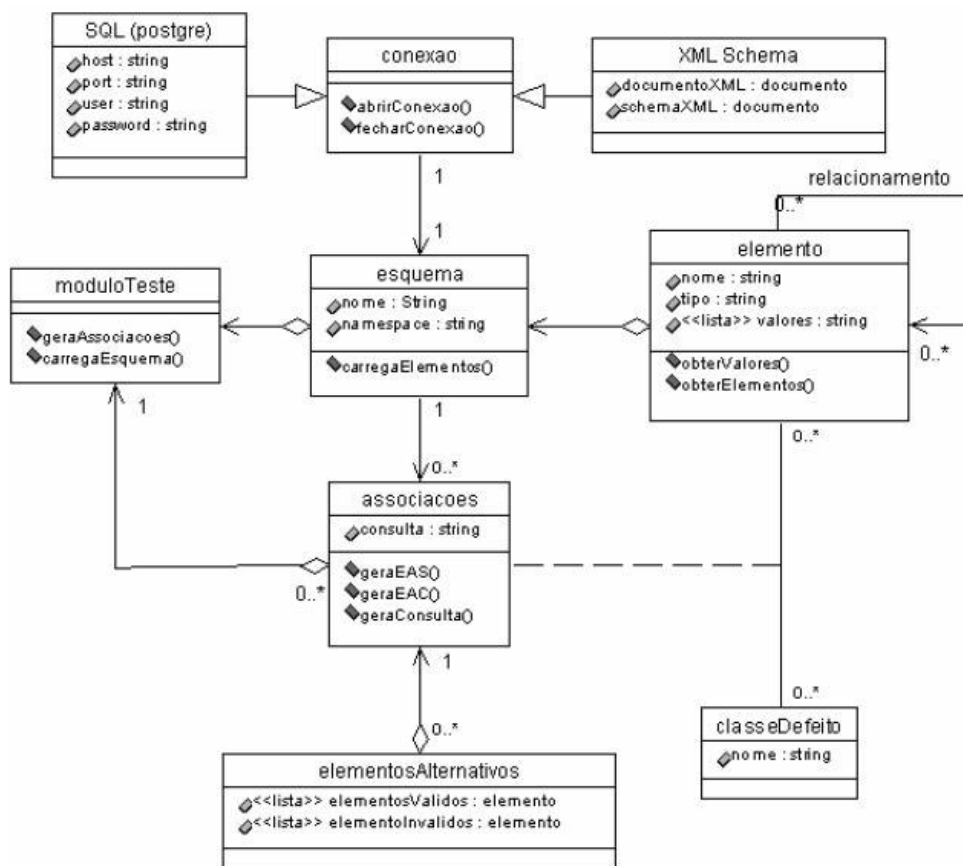 SQL (postgre)
host : string
port : string
user : string
password : string
conexao
abrirConexao()
fecharConexao()
XML Schema
documentoXML : documento
schemaXML : documento
1
1
relacionamento
0..*
elemento
nome : string
tipo : string
<<lista>> valores : string
obterValores()
obterElementos()
0..*
esquema
nome : String
namespace : string
carregaElementos()
moduloTeste
geraAssociacoes()
carregaEsquema()
1
1
0..*
0..*
associacoes
consulta : string
geraEAS()
geraEAC()
geraConsulta()
0..*
1
0..*
0..*
classeDefeito
nome : string
elementosAlternativos
<<lista>> elementosValidos : elemento
<<lista>> elementoInvalidos : elemento